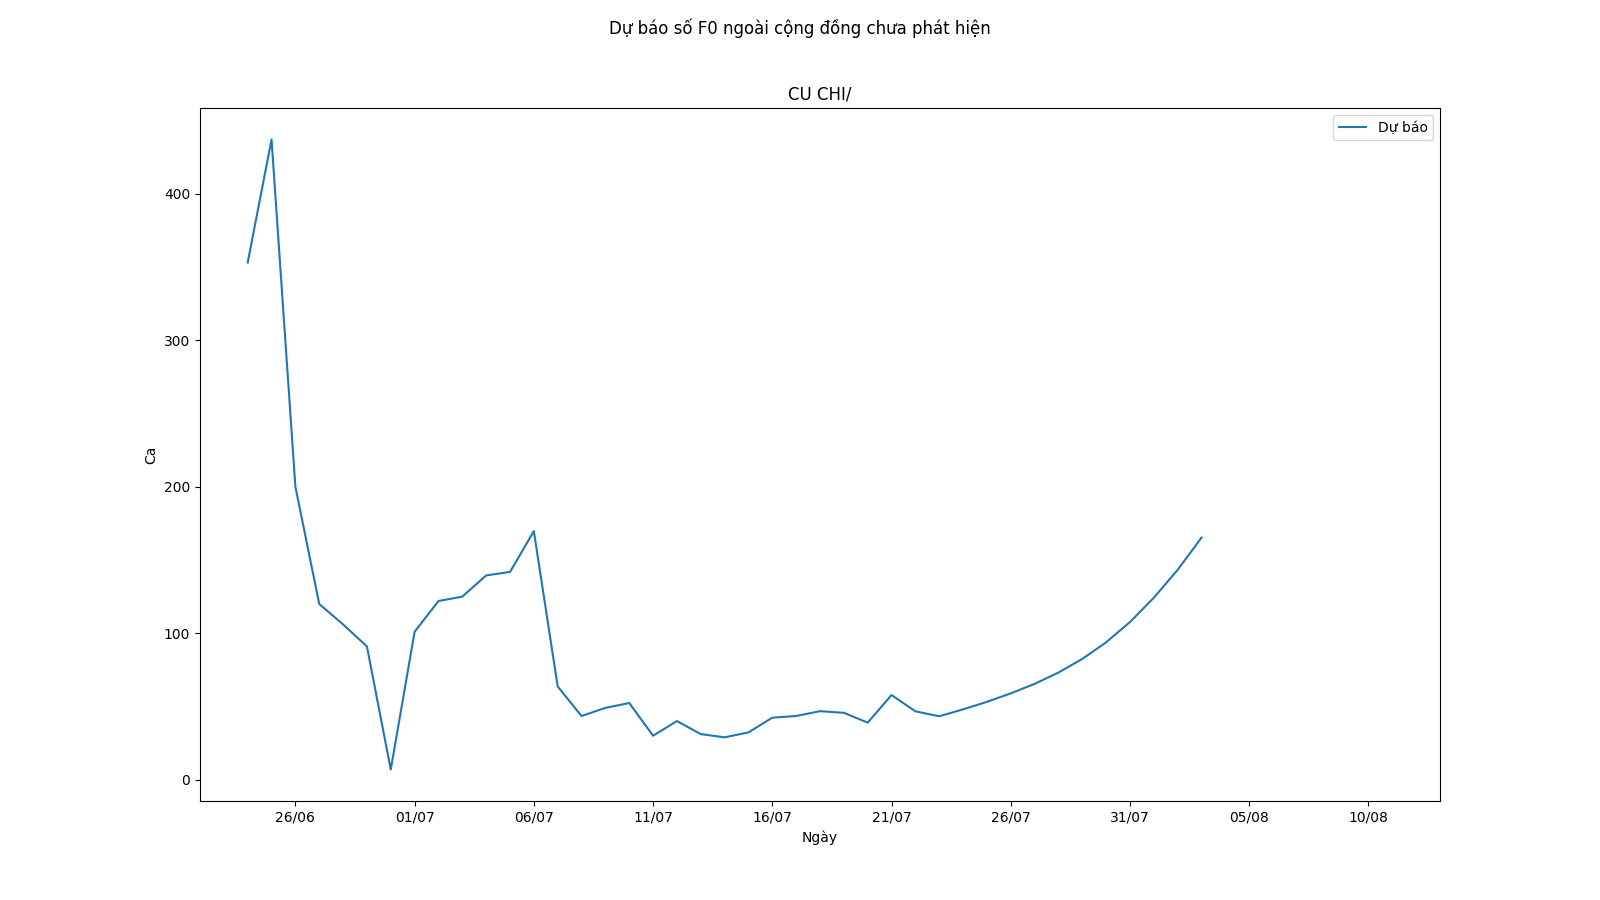 Dự báo số F0 ngoài cộng đồng chưa phát hiện
CU CHI/
Dự báo
400
300
200
100
0
Ca
26/06 01/07 06/07 11/07 16/07 21/07 26/07 31/07 05/08 10/08
Ngày